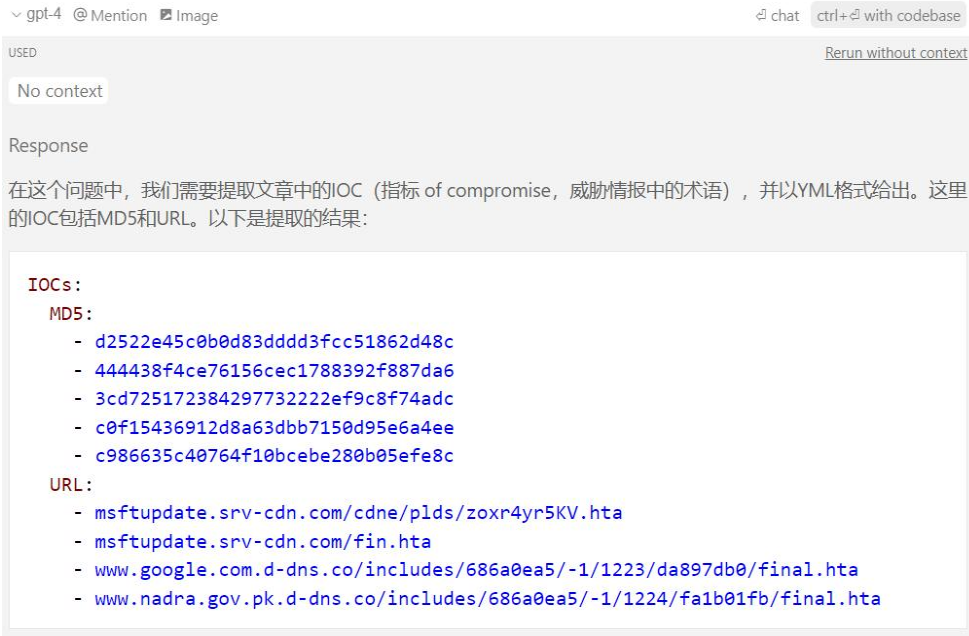 gpt-4 @ Mention Image chat ctrl+⏎ with codebase
USED Rerun without context
No context
Response
在这个问题中，我们需要提取文章中的IOC（指标 of compromise，威胁情报中的术语），并以YML格式给出。这里
的IOC包括MD5和URL。以下是提取的结果：
IOCs:
MD5:
- d2522e45c0b0d83dddd3fcc51862d48c
- 444438f4ce76156cec1788392f887da6
- 3cd725172384297732222ef9c8f74adc
- c0f15436912d8a63dbb7150d95e6a4ee
- c986635c40764f10bcebe280b05efe8c
URL:
- msftupdate.srv-cdn.com/cdne/plds/zoxr4yr5KV.hta
- msftupdate.srv-cdn.com/fin.hta
- www.google.com.d-dns.co/includes/686a0ea5/-1/1223/da897db0/final.hta
- www.nadra.gov.pk.d-dns.co/includes/686a0ea5/-1/1224/fa1b01fb/final.hta